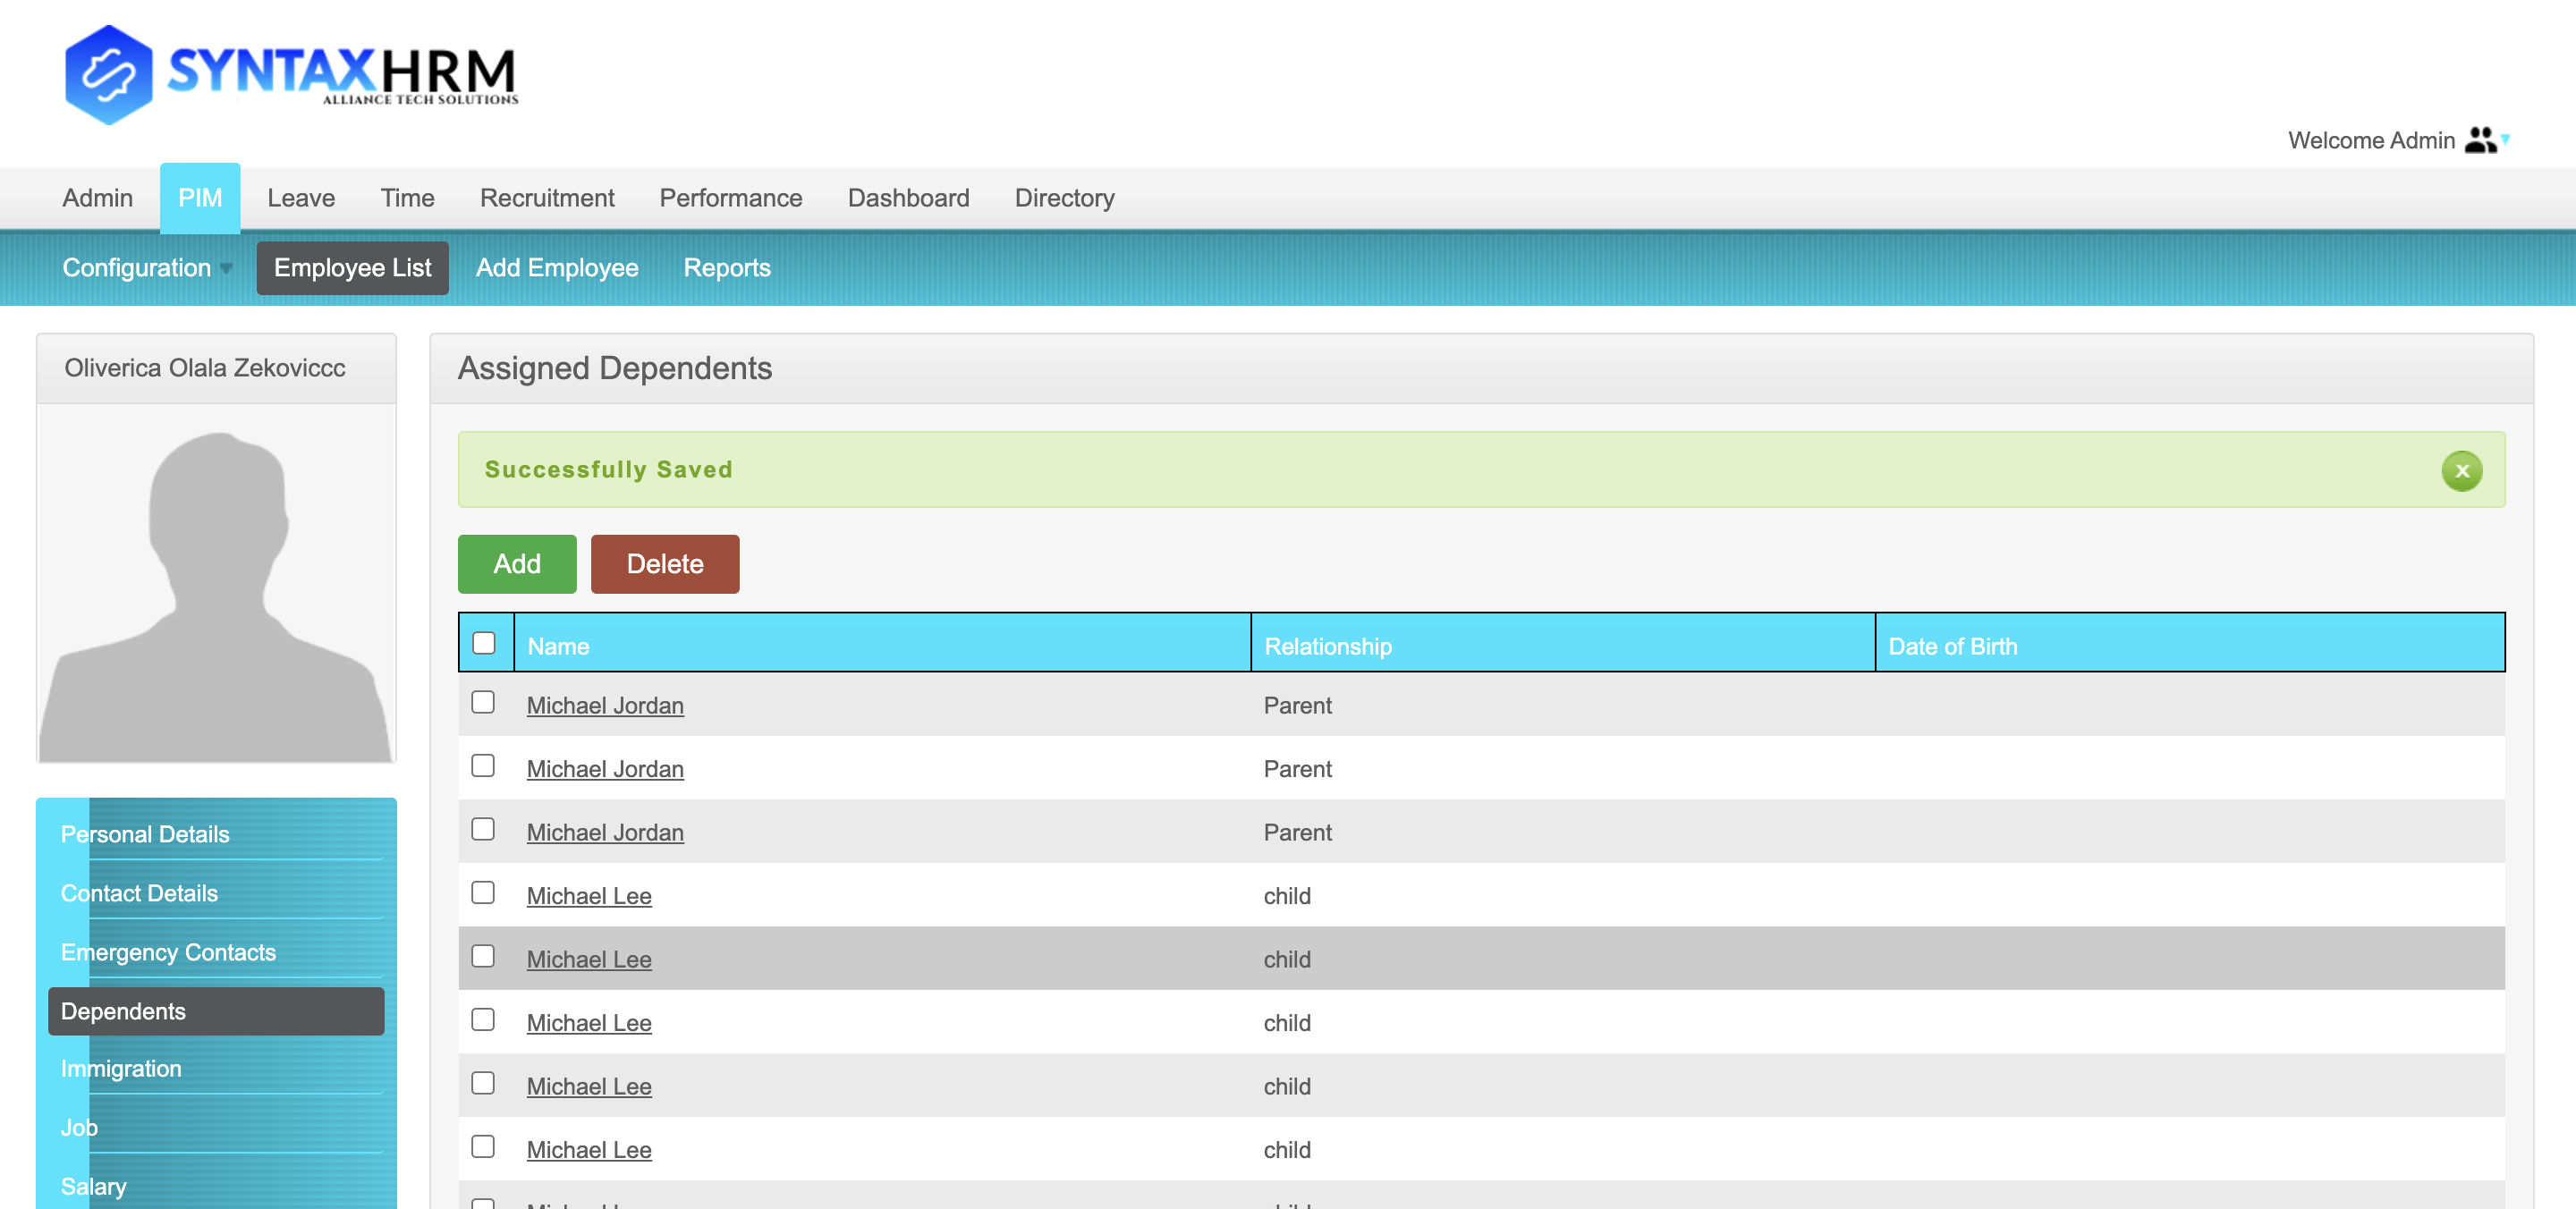 SYNTAXHRM
ALLIANCE TECH SOLUTIONS
Welcome Admin
Admin PIM Leave Time Recruitment Performance Dashboard Directory
Configuration Employee List Add Employee Reports
Oliverica Olala Zekoviccc
Assigned Dependents
Successfully Saved
x
Add Delete
Name Relationship Date of Birth
Michael Jordan Parent
Michael Jordan Parent
Michael Jordan Parent
Michael Lee child
Michael Lee child
Michael Lee child
Michael Lee child
Michael Lee child
Personal Details
Contact Details
Emergency Contacts
Dependents
Immigration
Job
Salary